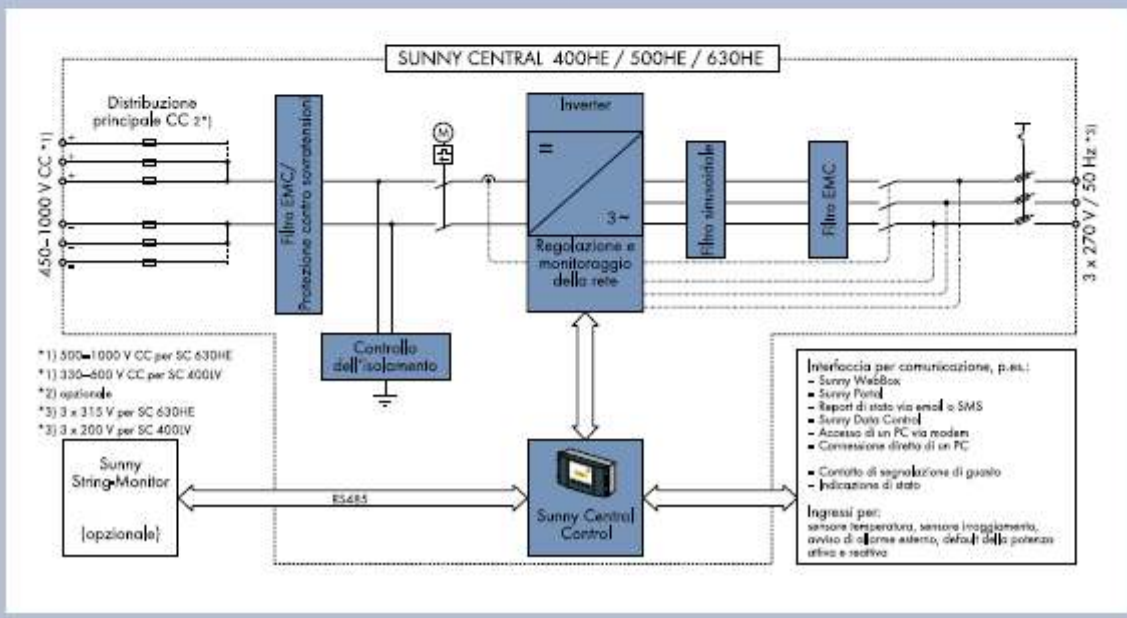 SUNNY CENTRAL 400HE / 500HE / 630HE
Distribuzione
principale CC 2*)
450–1000 V CC *1)
+
+
+
-
-
-
Filtro EMC/
Protezione contro sovratensioni
M
Inverter
=
3~
Regolazione e
monitoraggio
della rete
Filtro sinusoidale
Filtro EMC
3 x 270 V / 50 Hz *3)
Controllo
dell'isolamento
*1) 500–1000 V CC per SC 630HE
*1) 330–600 V CC per SC 400LV
*2) opzionale
*3) 3 x 315 V per SC 630HE
*3) 3 x 200 V per SC 400LV
Sunny
String-Monitor
(opzionale)
RS485
Sunny Central
Control
Interfaccia per comunicazione, p.es.:
- Sunny WebBox
- Sunny Portal
- Report di stato via email o SMS
- Sunny Data Control
- Accesso di un PC via modem
- Connessione diretta di un PC
- Contatto di segnalazione di guasto
- Indicazione di stato
Ingressi per:
sensore temperatura, sensore irraggiamento,
avviso di allarme esterno, default della potenza
attiva e reattiva